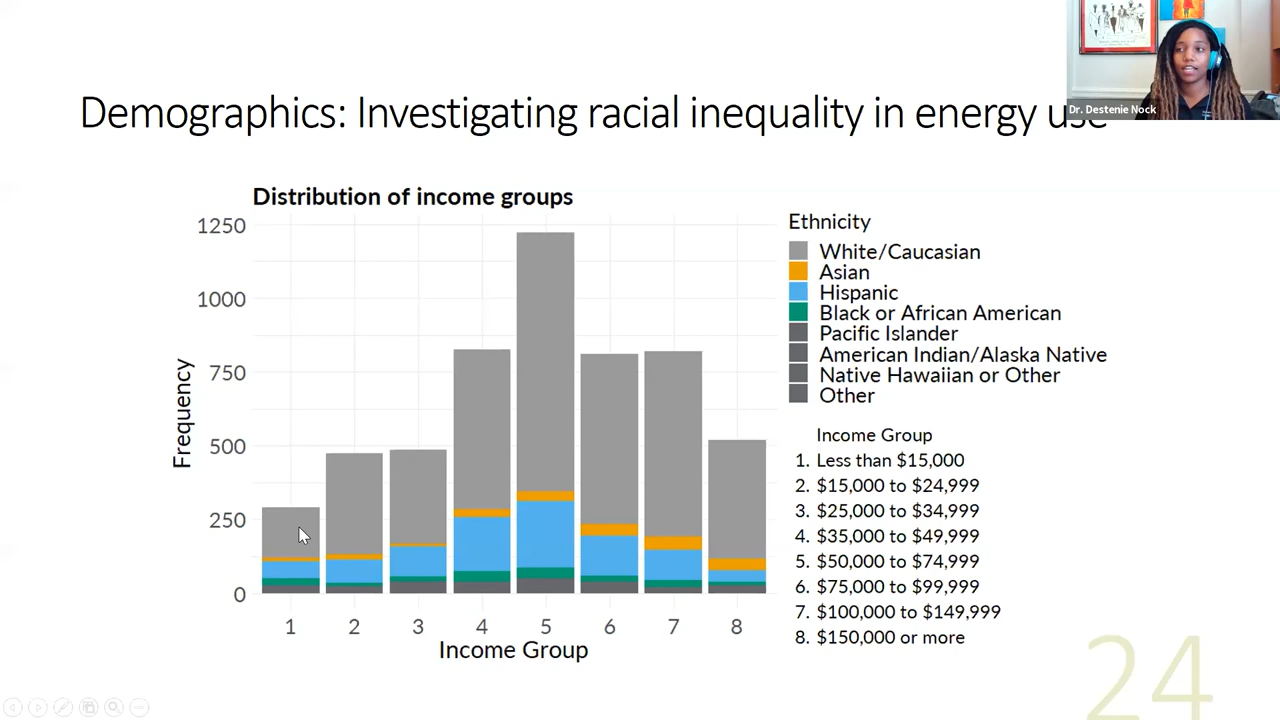 Dr. Destenie Nock
Demographics: Investigating racial inequality in energy use
Distribution of income groups
1250
1000
750
500
250
0
Frequency
1 2 3 4 5 6 7 8
Income Group
Ethnicity
White/Caucasian
Asian
Hispanic
Black or African American
Pacific Islander
American Indian/Alaska Native
Native Hawaiian or Other
Other
Income Group
1. Less than $15,000
2. $15,000 to $24,999
3. $25,000 to $34,999
4. $35,000 to $49,999
5. $50,000 to $74,999
6. $75,000 to $99,999
7. $100,000 to $149,999
8. $150,000 or more
24